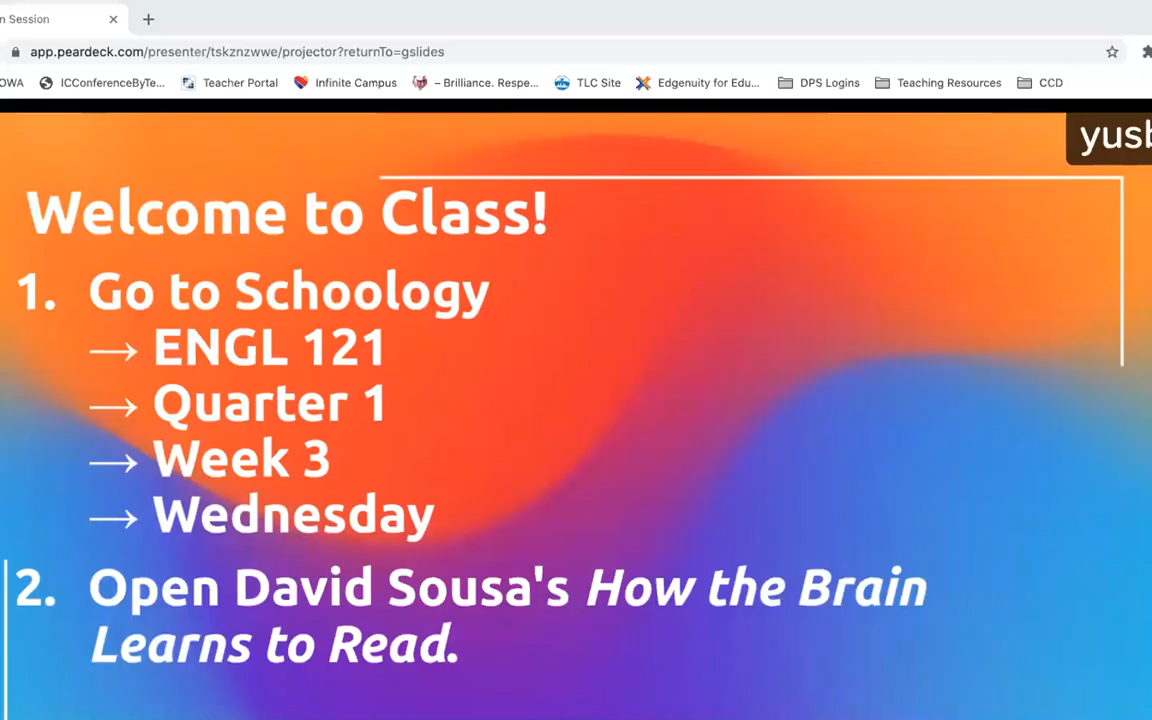 n Session
app.peardeck.com/presenter/tskznzwwe/projector?returnTo=gslides
OWA ICConferenceByTe... Teacher Portal Infinite Campus – Brilliance. Respe... TLC Site Edgenuity for Edu... DPS Logins Teaching Resources CCD
yusb
Welcome to Class!
1. Go to Schoology
→ ENGL 121
→ Quarter 1
→ Week 3
→ Wednesday
2. Open David Sousa's How the Brain
Learns to Read.